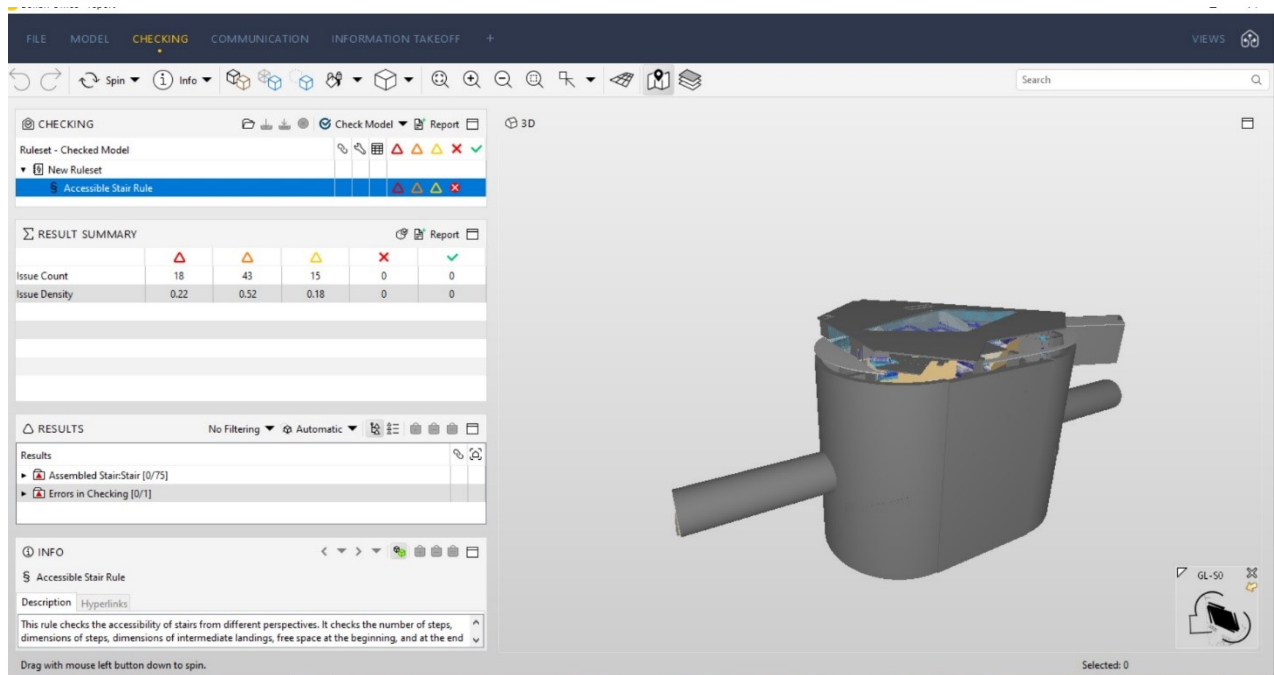 FILE MODEL CHECKING COMMUNICATION INFORMATION TAKEOFF + VIEWS
Spin Info Search
CHECKING Check Model Report
3D
Ruleset - Checked Model
New Ruleset
§ Accessible Stair Rule
∑ RESULT SUMMARY Report
Issue Count 18 43 15 0 0
Issue Density 0.22 0.52 0.18 0 0
RESULTS No Filtering Automatic
Results
Assembled Stair:Stair [0/75]
Errors in Checking [0/1]
INFO
§ Accessible Stair Rule
Description Hyperlinks
This rule checks the accessibility of stairs from different perspectives. It checks the number of steps,
dimensions of steps, dimensions of intermediate landings, free space at the beginning, and at the end
GL-S0
Drag with mouse left button down to spin. Selected: 0